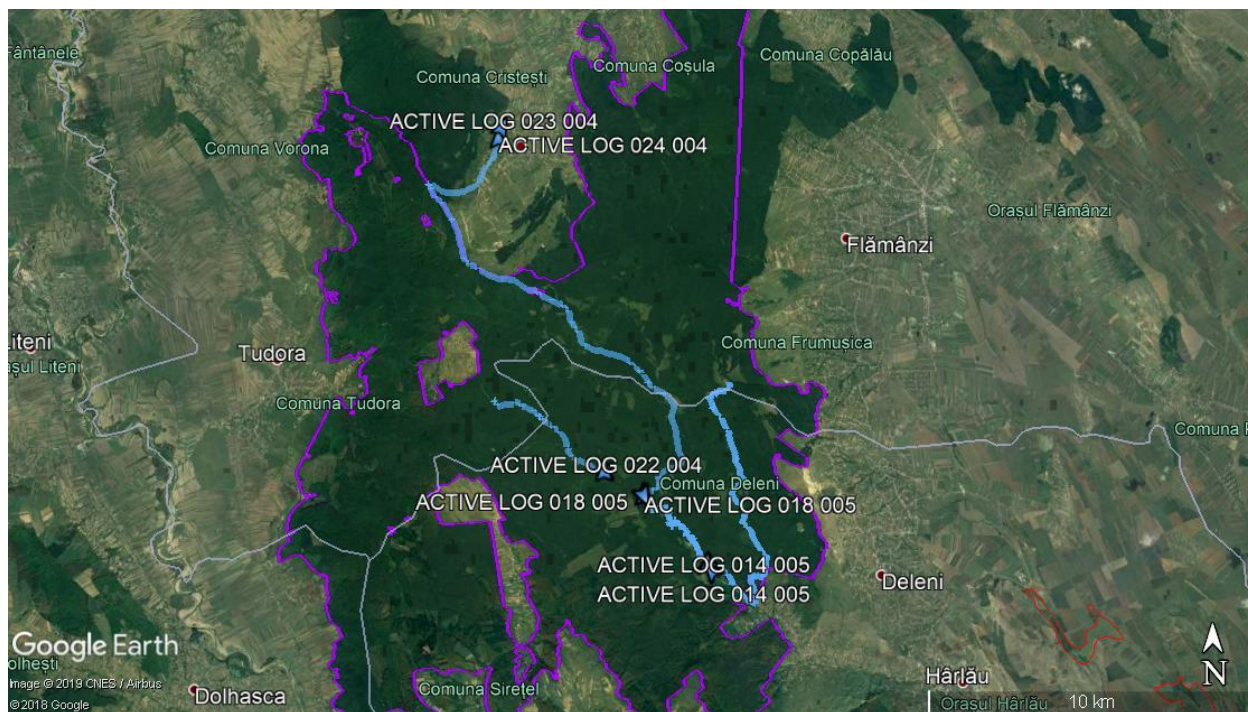 Fântânele
Comuna Cristești
Comuna Coșula
Comuna Copălău
ACTIVE LOG 023 004
ACTIVE LOG 024 004
Comuna Vorona
Orașul Flămânzi
Flămânzi
Liteni
Tudora
Comuna Frumușica
Comuna Tudora
ACTIVE LOG 022 004
Comuna Deleni
ACTIVE LOG 018 005
ACTIVE LOG 018 005
ACTIVE LOG 014 005
ACTIVE LOG 014 005
Deleni
Google Earth
Image © 2019 CNES / Airbus
© 2018 Google
Dolhasca
Comuna Sirețel
Hârlău
Orașul Hârlău
10 km
N